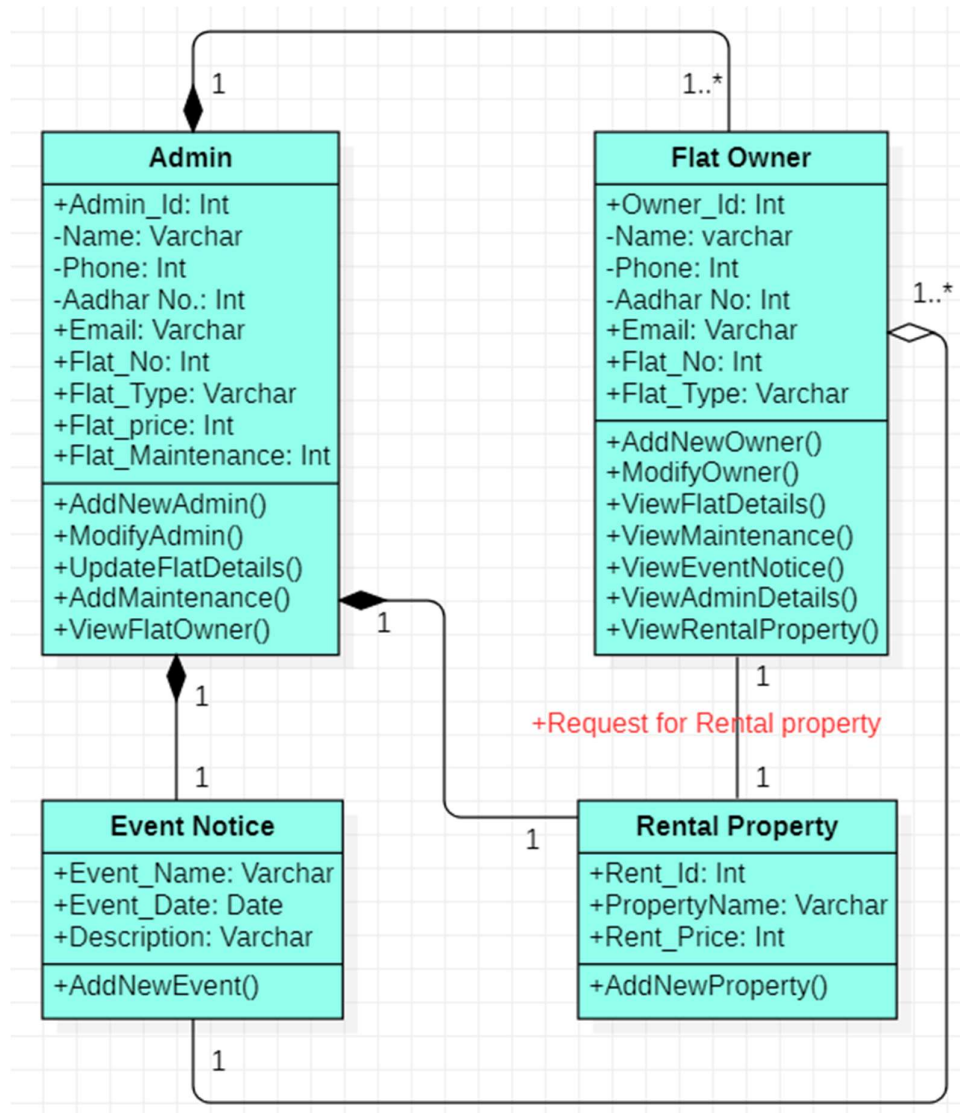 1
1..*
Admin
+Admin_Id: Int
-Name: Varchar
-Phone: Int
-Aadhar No.: Int
+Email: Varchar
+Flat_No: Int
+Flat_Type: Varchar
+Flat_price: Int
+Flat_Maintenance: Int
+AddNewAdmin()
+ModifyAdmin()
+UpdateFlatDetails()
+AddMaintenance()
+ViewFlatOwner()
Flat Owner
+Owner_Id: Int
-Name: varchar
-Phone: Int
-Aadhar No: Int
+Email: Varchar
+Flat_No: Int
+Flat_Type: Varchar
+AddNewOwner()
+ModifyOwner()
+ViewFlatDetails()
+ViewMaintenance()
+ViewEventNotice()
+ViewAdminDetails()
+ViewRentalProperty()
1..*
1
1
1
+Request for Rental property
1
1
1
Event Notice
+Event_Name: Varchar
+Event_Date: Date
+Description: Varchar
+AddNewEvent()
Rental Property
+Rent_Id: Int
+PropertyName: Varchar
+Rent_Price: Int
+AddNewProperty()
1